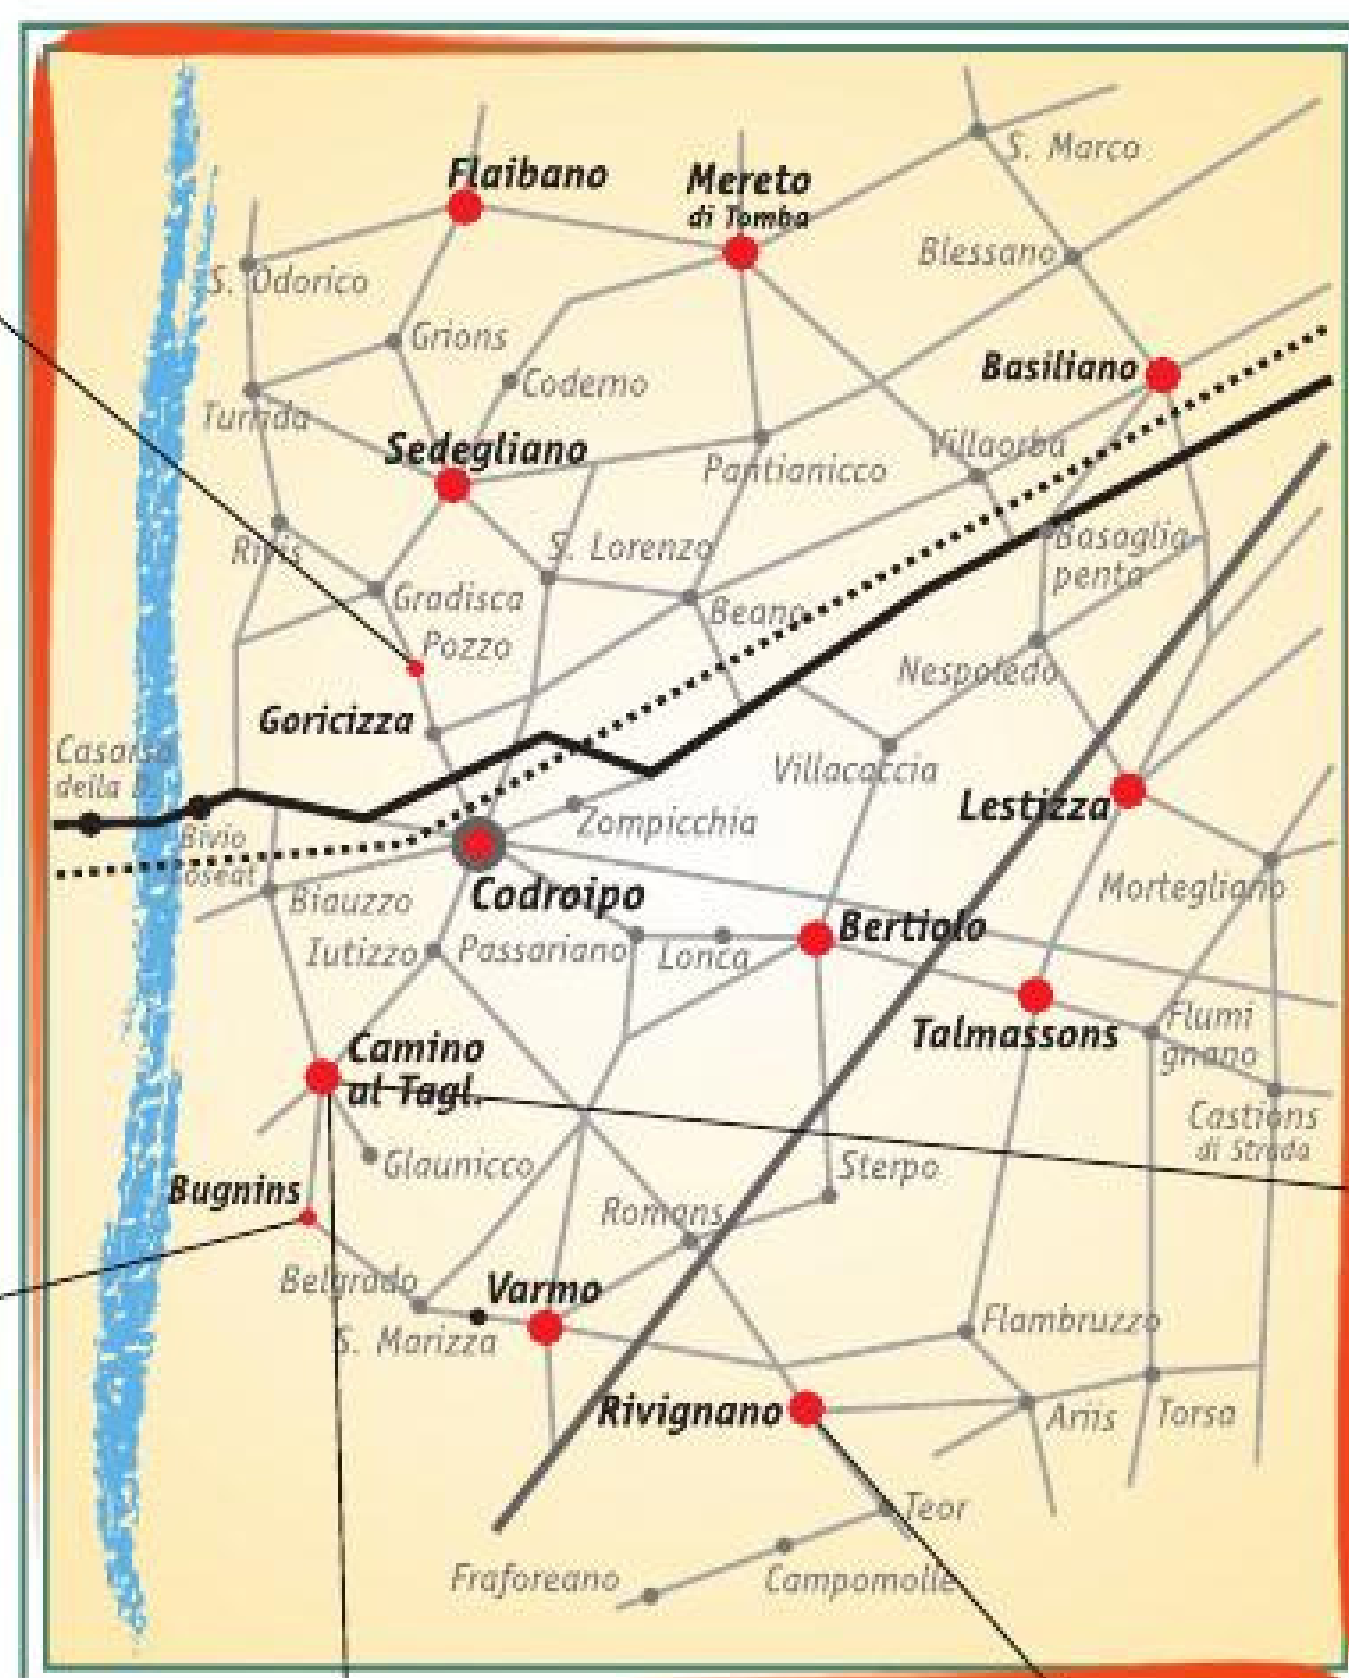 S. Marco
Flaibano
Mereto
di Tomba
Blessano
S. Odorico
Grions
Basiliano
Coderno
Turrida
Sedegliano
Villaorba
Pantianicco
Rivis
S. Lorenzo
Basaglia
penta
Gradisca
Beano
Pozzo
Nespoledo
Goricizza
Casarsa
della D.
Villacaccia
Lestizza
Zompicchia
Bivio
Coseat
Mortegliano
Codroipo
Biauzzo
Bertiolo
Iutizzo
Passariano
Lonca
Talmassons
Flumi
gnano
Camino
al Tagl.
Castions
di Strada
Glaunicco
Sterpo
Bugnins
Romans
Belgrado
Varmo
S. Marizza
Flambruzzo
Rivignano
Ariis
Torsa
Teor
Fraforeano
Campomolle